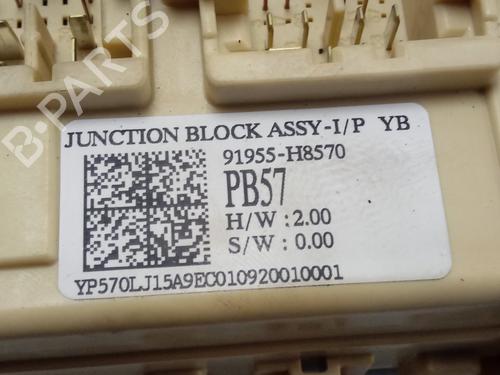 B-PARTS
JUNCTION BLOCK ASSY-I/P YB
91955-H8570
PB57
H/W:2.00
S/W:0.00
YP570LJ15A9EC010920010001